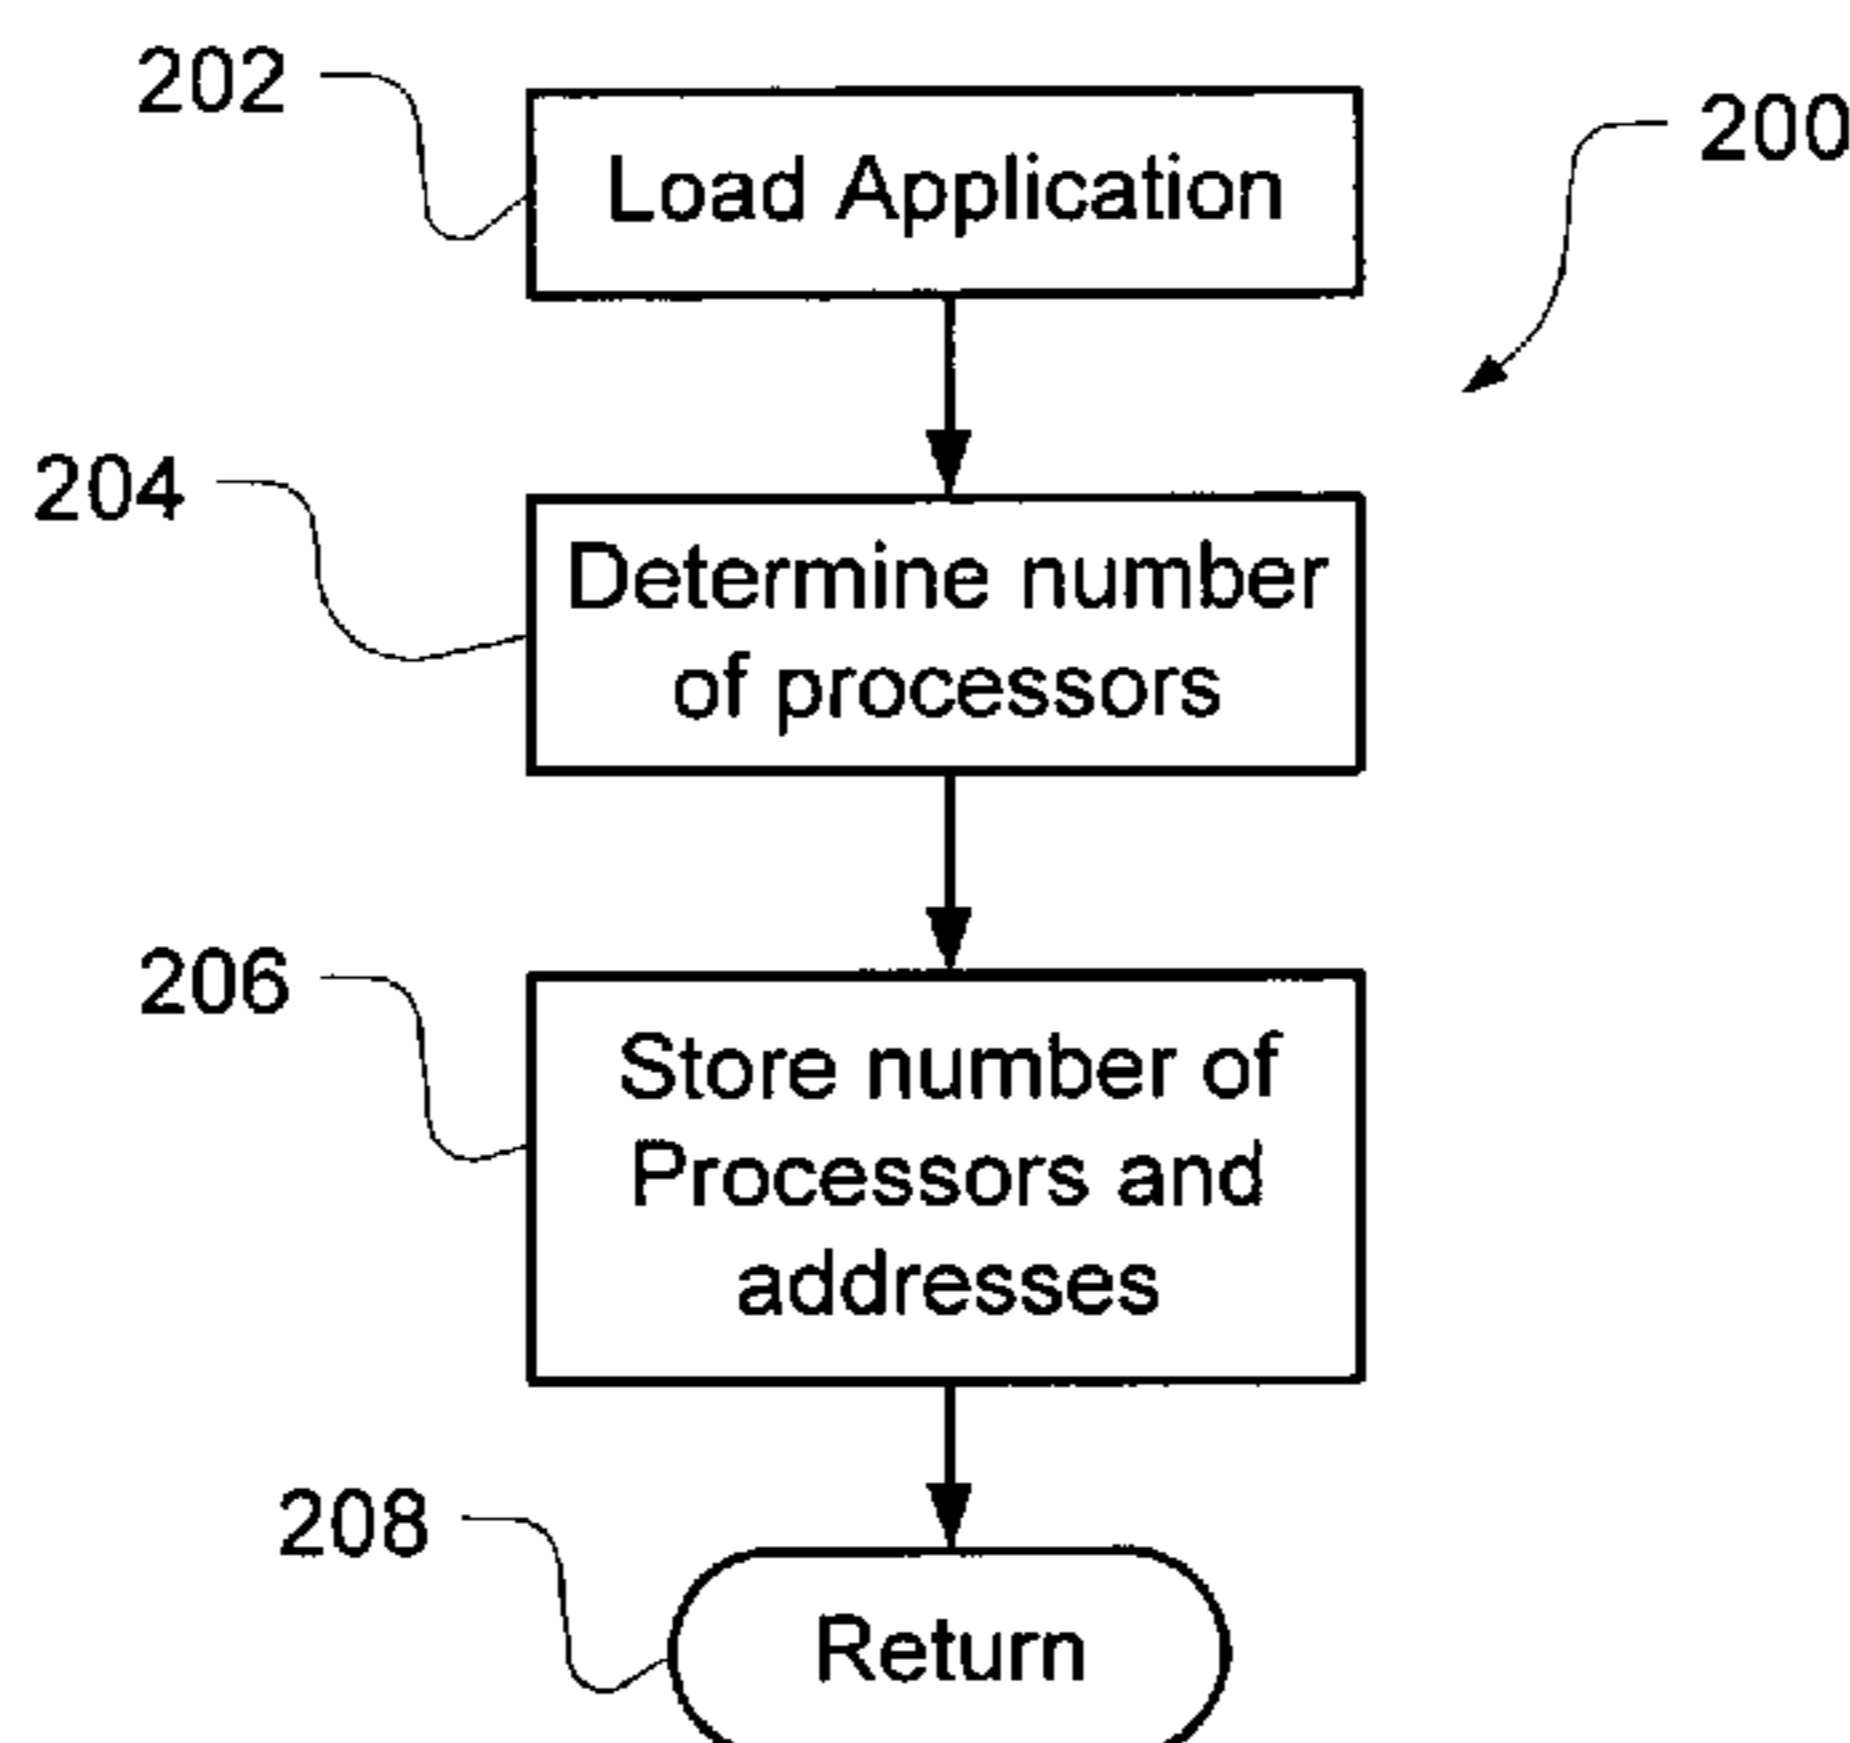 202
Load Application
200
204
Determine number
of processors
206
Store number of
Processors and
addresses
208
Return